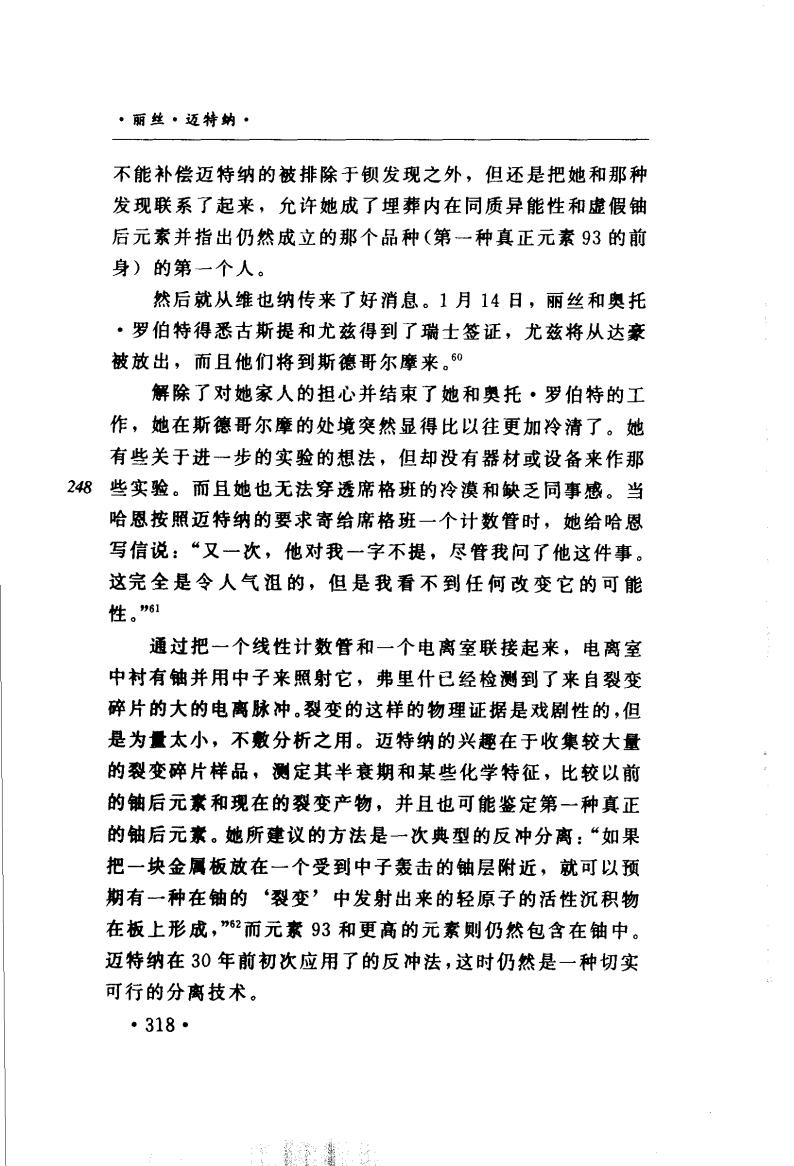 ·丽丝·迈特纳·
不能补偿迈特纳的被排除于钡发现之外，但还是把她和那种
发现联系了起来，允许她成了埋葬内在同质异能性和虚假铀
后元素并指出仍然成立的那个品种(第一种真正元素 93 的前
身）的第一个人。
然后就从维也纳传来了好消息。1 月 14 日，丽丝和奥托
·罗伯特得悉古斯提和尤兹得到了瑞士签证，尤兹将从达豪
被放出，而且他们将到斯德哥尔摩来。⁶⁰
解除了对她家人的担心并结束了她和奥托·罗伯特的工
作，她在斯德哥尔摩的处境突然显得比以往更加冷清了。她
有些关于进一步的实验的想法，但却没有器材或设备来作那
248 些实验。而且她也无法穿透席格班的冷漠和缺乏同事感。当
哈恩按照迈特纳的要求寄给席格班一个计数管时，她给哈恩
写信说：“又一次，他对我一字不提，尽管我问了他这件事。
这完全是令人气沮的，但是我看不到任何改变它的可能
性。”⁶¹
通过把一个线性计数管和一个电离室联接起来，电离室
中衬有铀并用中子来照射它，弗里什已经检测到了来自裂变
碎片的大的电离脉冲。裂变的这样的物理证据是戏剧性的，但
是为量太小，不敷分析之用。迈特纳的兴趣在于收集较大量
的裂变碎片样品，测定其半衰期和某些化学特征，比较以前
的铀后元素和现在的裂变产物，并且也可能鉴定第一种真正
的铀后元素。她所建议的方法是一次典型的反冲分离：“如果
把一块金属板放在一个受到中子轰击的铀层附近，就可以预
期有一种在铀的‘裂变’中发射出来的轻原子的活性沉积物
在板上形成，”⁶²而元素 93 和更高的元素则仍然包含在铀中。
迈特纳在 30 年前初次应用了的反冲法，这时仍然是一种切实
可行的分离技术。
·318·